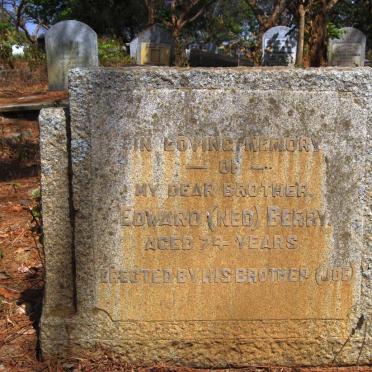 IN LOVING MEMORY
— OF —
MY DEAR BROTHER.
EDWARD (NED) BERRY.
AGED 74 YEARS
ERECTED BY HIS BROTHER (JOE)